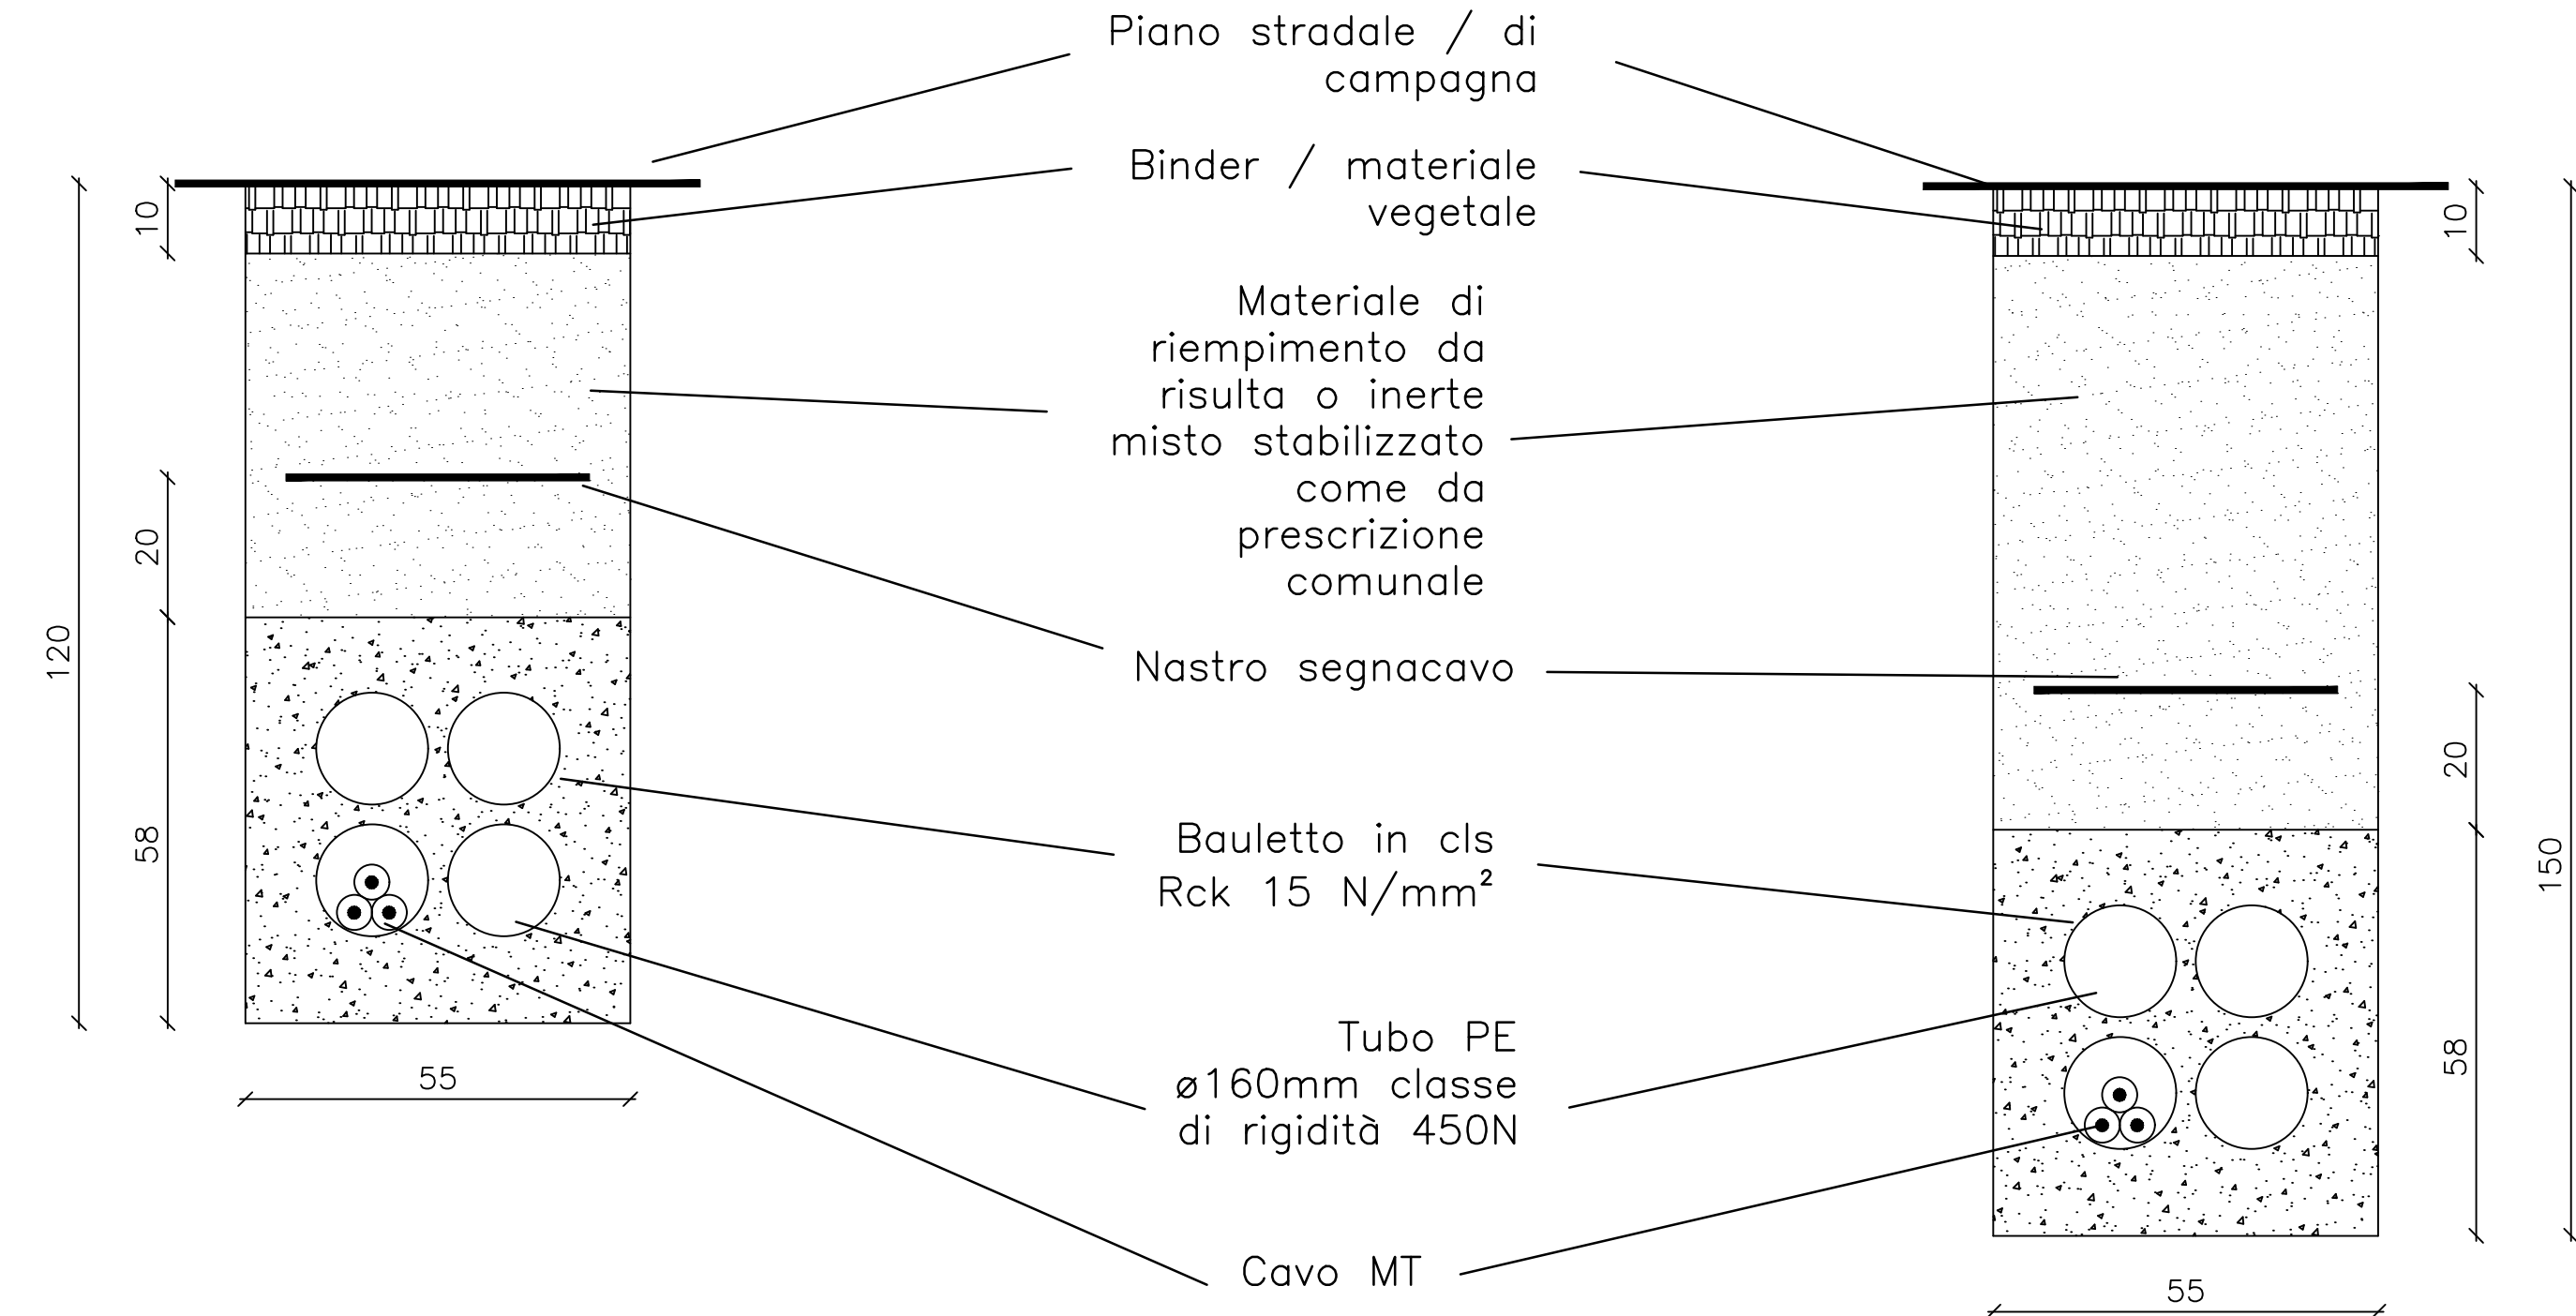 Piano stradale / di
campagna
Binder / materiale
vegetale
Materiale di
riempimento da
risulta o inerte
misto stabilizzato
come da
prescrizione
comunale
Nastro segnacavo
Bauletto in cls
Rck 15 N/mm²
Tubo PE
ø160mm classe
di rigidità 450N
Cavo MT
10
20
120
58
55
10
20
150
58
55